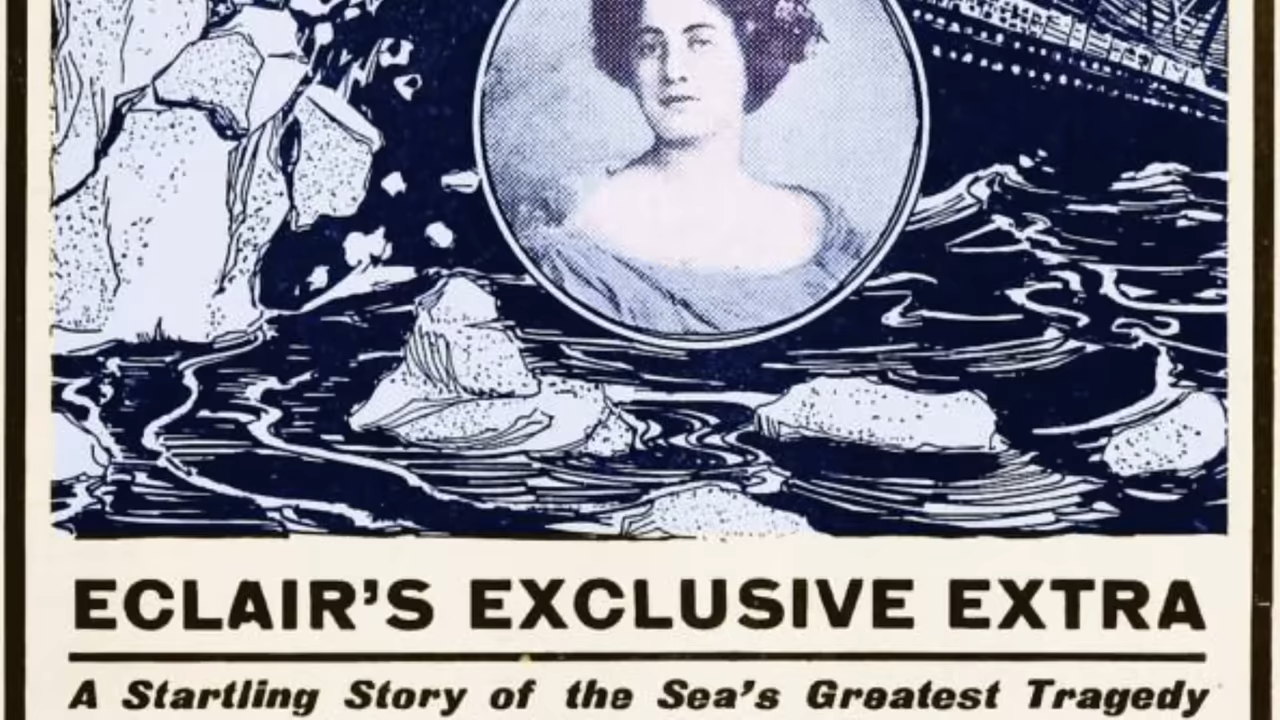 ECLAIR'S EXCLUSIVE EXTRA
A Startling Story of the Sea's Greatest Tragedy